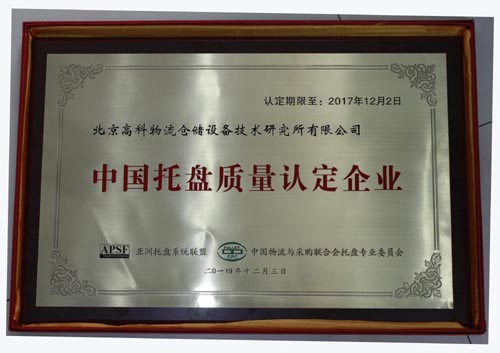 认定期限至：2017年12月2日
北京高科物流仓储设备技术研究所有限公司
中国托盘质量认定企业
APSF 亚洲托盘系统联盟 中国物流与采购联合会托盘专业委员会
二〇一四年十二月三日